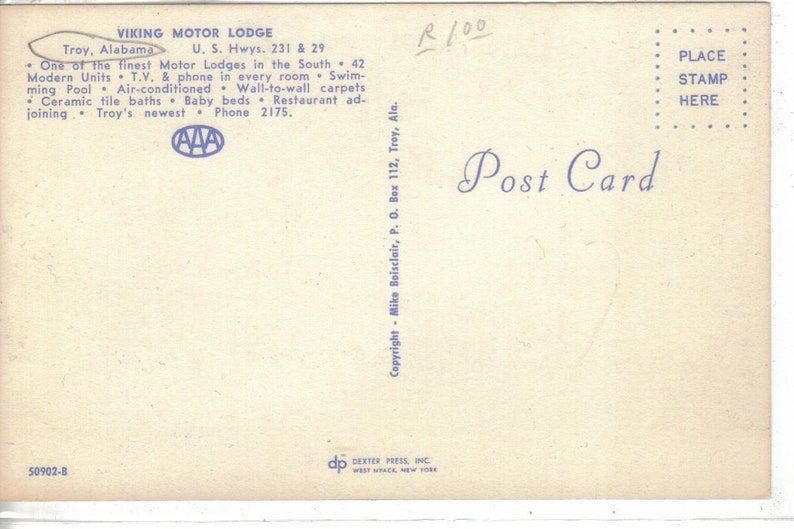 VIKING MOTOR LODGE
Troy, Alabama U. S. Hwys. 231 & 29
• One of the finest Motor Lodges in the South • 42
Modern Units • T.V. & phone in every room • Swim-
ming Pool • Air-conditioned • Wall-to-wall carpets
• Ceramic tile baths • Baby beds • Restaurant ad-
joining • Troy's newest • Phone 2175.
AAA
R 1.00
PLACE
STAMP
HERE
Post Card
Copyright - Mike Boisclair, P. O. Box 112, Troy, Ala.
50902-B
dp DEXTER PRESS, INC.
WEST NYACK, NEW YORK